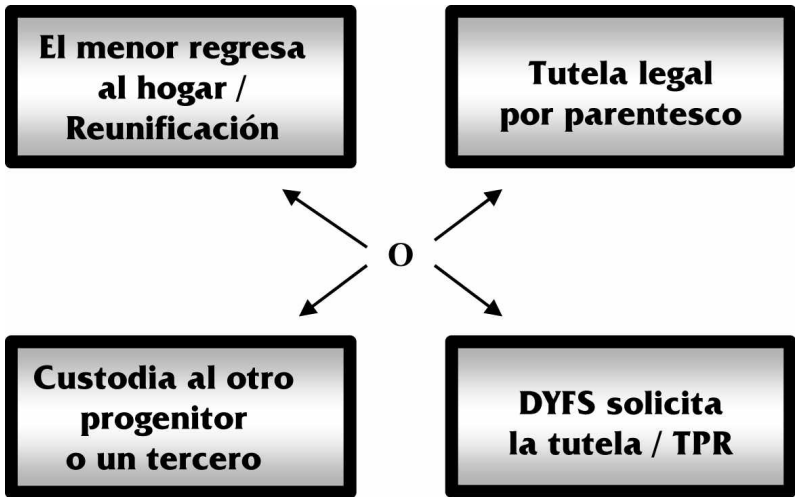 El menor regresa
al hogar /
Reunificación
Tutela legal
por parentesco
O
Custodia al otro
progenitor
o un tercero
DYFS solicita
la tutela / TPR